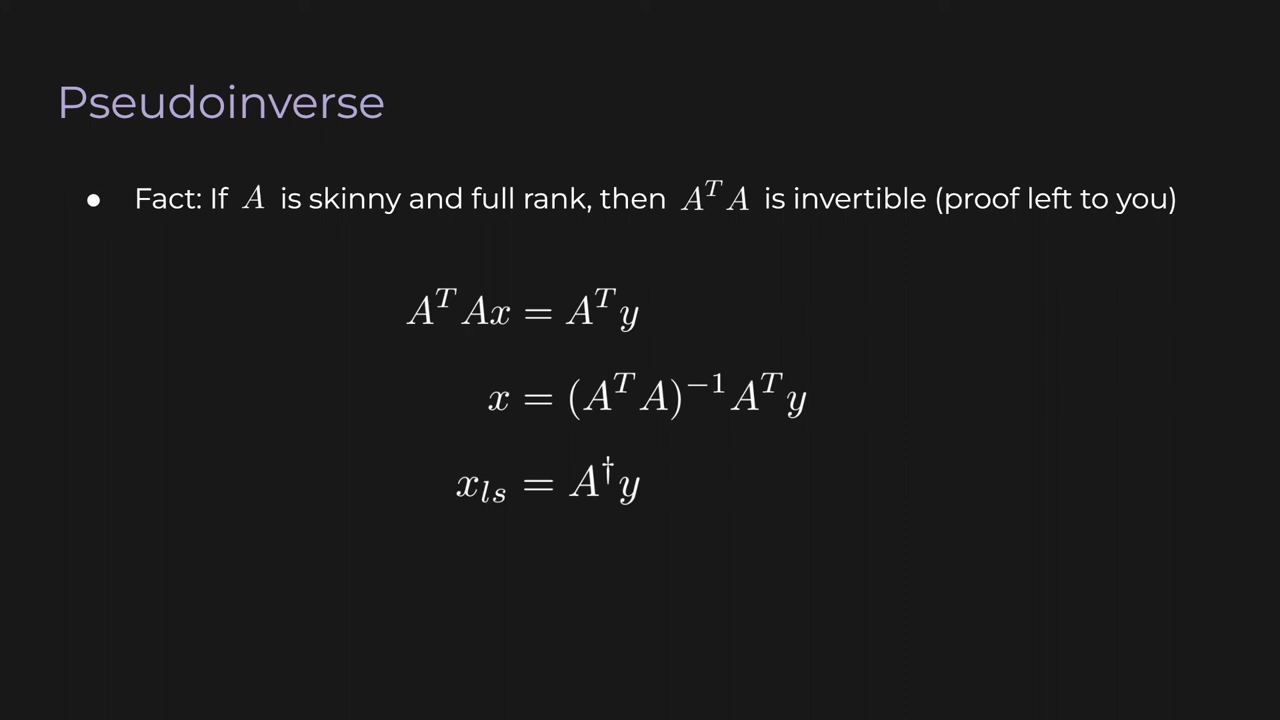 Pseudoinverse
● Fact: If A is skinny and full rank, then AᵀA is invertible (proof left to you)
AᵀAx = Aᵀy
x = (AᵀA)⁻¹Aᵀy
xₗₛ = A†y